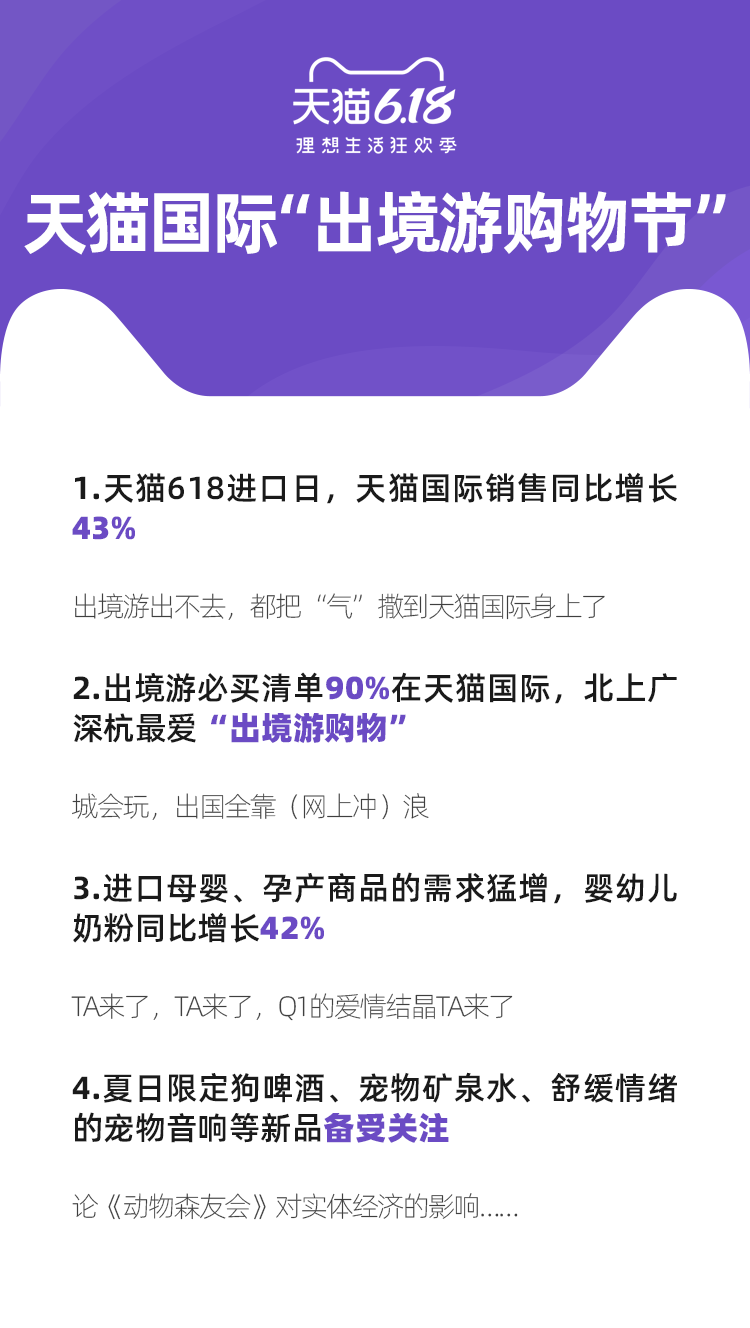 天猫6.18
理想生活狂欢季
天猫国际“出境游购物节”
1.天猫618进口日，天猫国际销售同比增长
43%
出境游出不去，都把“气”撒到天猫国际身上了
2.出境游必买清单90%在天猫国际，北上广
深杭最爱“出境游购物”
城会玩，出国全靠（网上冲）浪
3.进口母婴、孕产商品的需求猛增，婴幼儿
奶粉同比增长42%
TA来了，TA来了，Q1的爱情结晶TA来了
4.夏日限定狗啤酒、宠物矿泉水、舒缓情绪
的宠物音响等新品备受关注
论《动物森友会》对实体经济的影响......